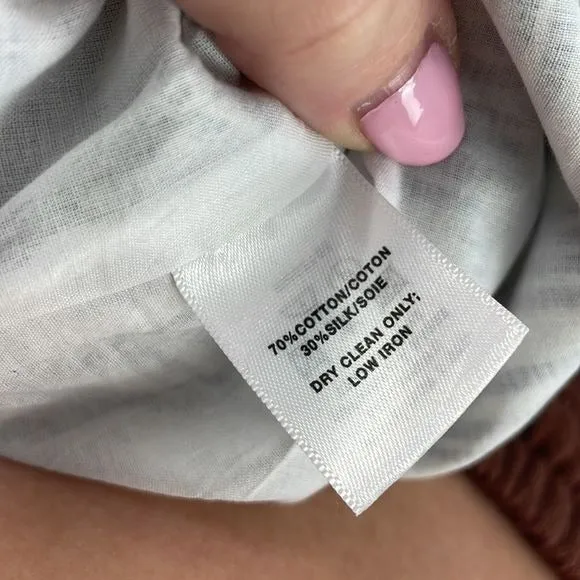 70%COTTON/COTON
30%SILK/SOIE
DRY CLEAN ONLY;
LOW IRON